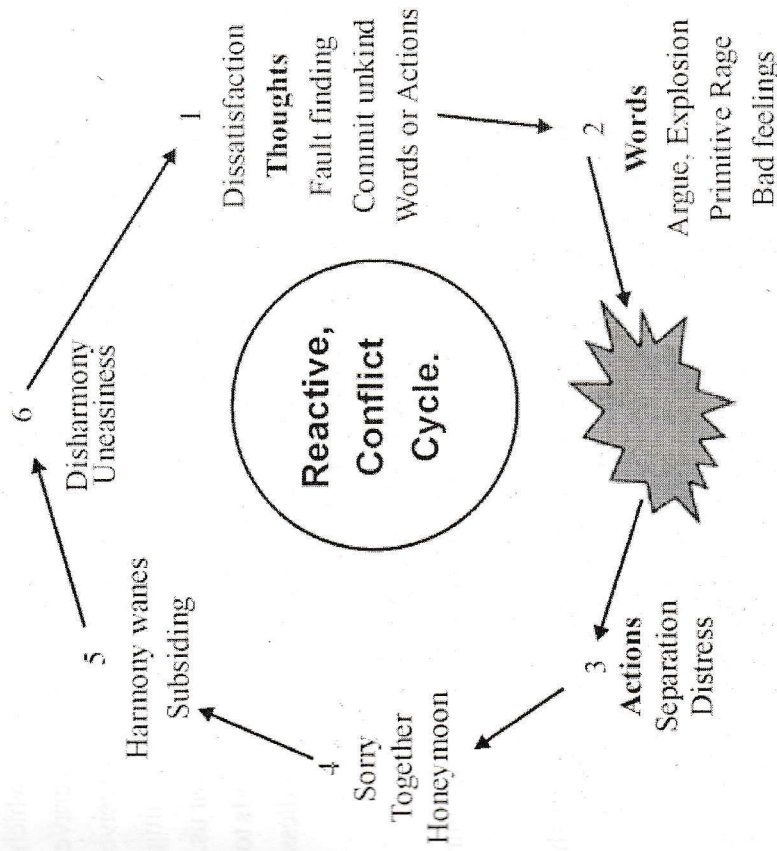 Reactive,
Conflict
Cycle.
1
Dissatisfaction
Thoughts
Fault finding
Commit unkind
Words or Actions
2
Words
Argue, Explosion
Primitive Rage
Bad feelings
3
Actions
Separation
Distress
4
Sorry
Together
Honeymoon
5
Harmony wanes
Subsiding
6
Disharmony
Uneasiness